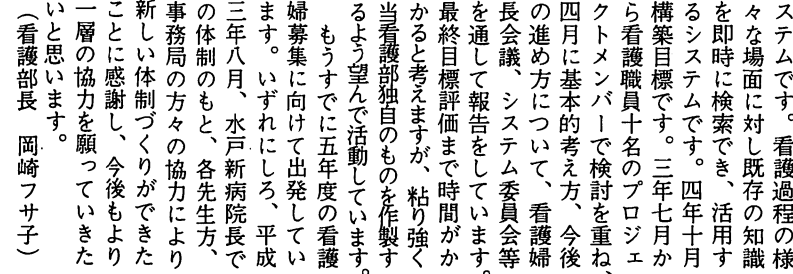 ステムです。看護過程の様
々な場面に対し既存の知識
を即時に検索でき、活用す
るシステムです。四年十月
構築目標です。三年七月か
ら看護職員十名のプロジェ
クトメンバーで検討を重ね、
四月に基本的考え方、今後
の進め方について、看護婦
長会議、システム委員会等
を通して報告をしています。
最終目標評価まで時間がか
かると考えますが、粘り強く
当看護部独自のものを作製す
るよう望んで活動しています。
もうすでに五年度の看護
婦募集に向けて出発してい
ます。いずれにしろ、平成
三年八月、水戸新病院長で
の体制のもと、各先生方、
事務局の方々の協力により
新しい体制づくりができた
ことに感謝し、今後もより
一層の協力を願っていきた
いと思います。
（看護部長　岡崎フサ子）